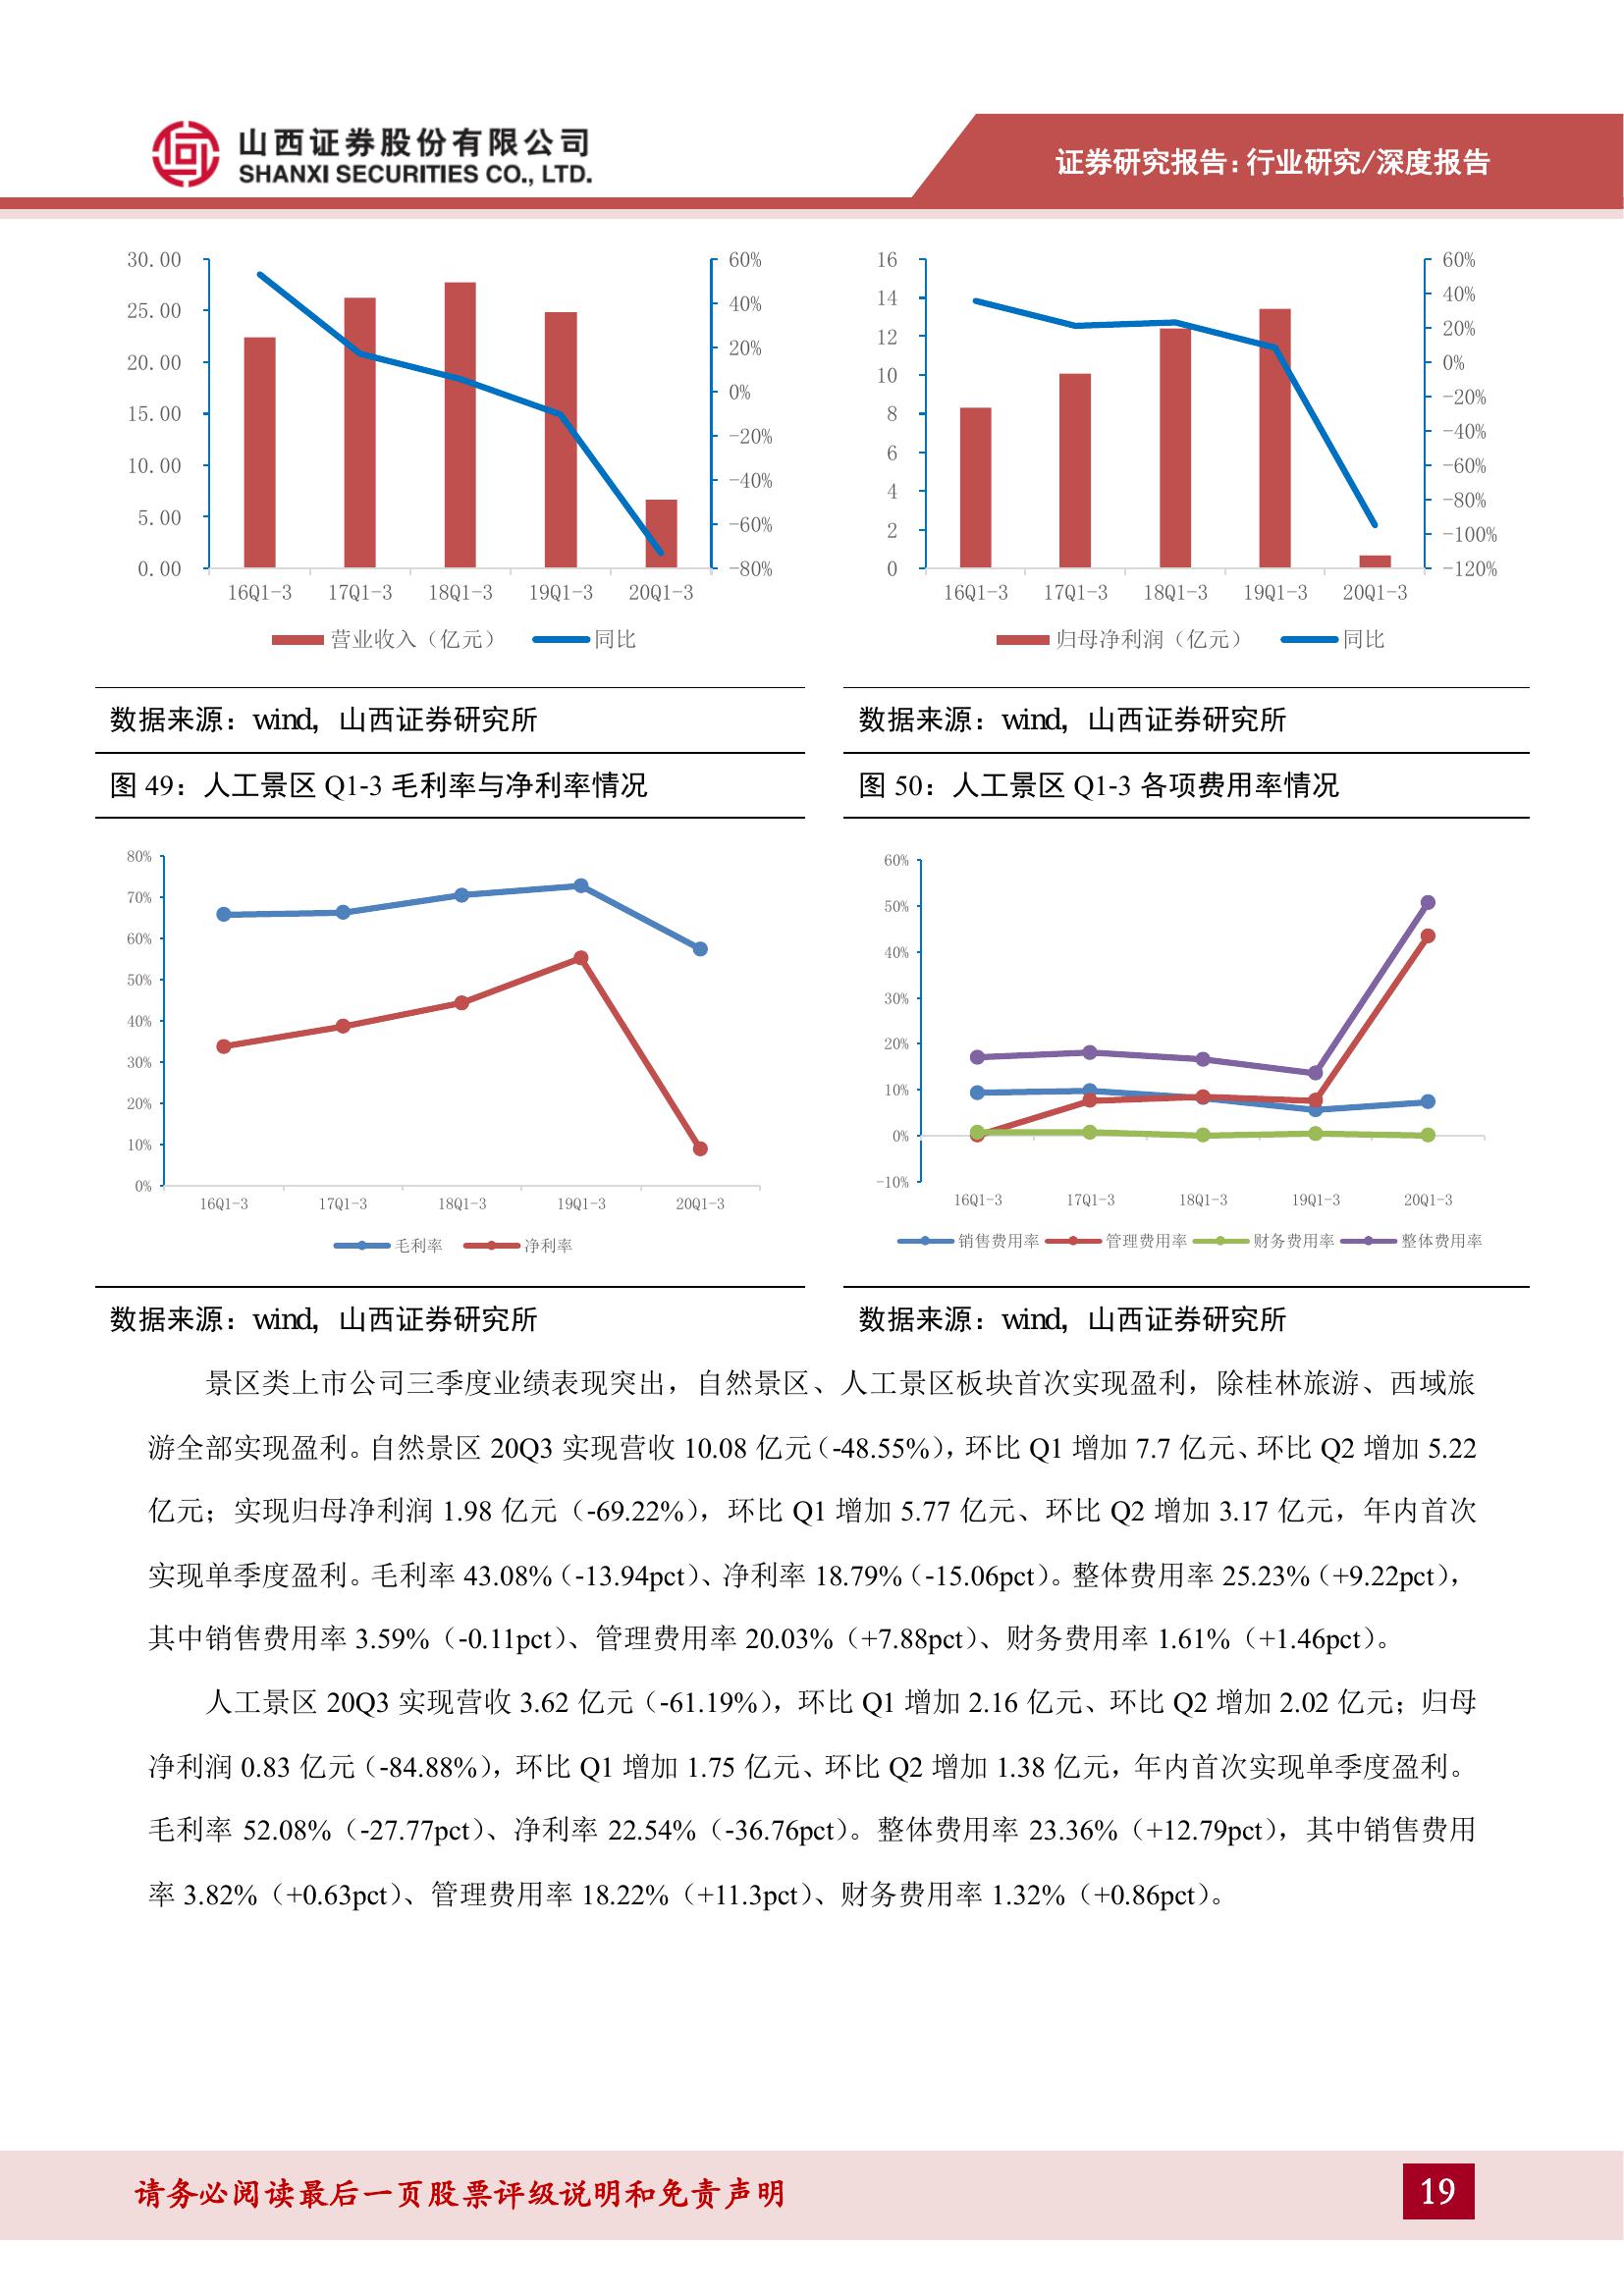 山西证券股份有限公司
SHANXI SECURITIES CO., LTD.
证券研究报告：行业研究/深度报告
30.00
25.00
20.00
15.00
10.00
5.00
0.00
60%
40%
20%
0%
-20%
-40%
-60%
-80%
16Q1-3 17Q1-3 18Q1-3 19Q1-3 20Q1-3
营业收入（亿元） 同比
16
14
12
10
8
6
4
2
0
60%
40%
20%
0%
-20%
-40%
-60%
-80%
-100%
-120%
16Q1-3 17Q1-3 18Q1-3 19Q1-3 20Q1-3
归母净利润（亿元） 同比
数据来源：wind，山西证券研究所
数据来源：wind，山西证券研究所
图 49：人工景区 Q1-3 毛利率与净利率情况
图 50：人工景区 Q1-3 各项费用率情况
80%
70%
60%
50%
40%
30%
20%
10%
0%
16Q1-3 17Q1-3 18Q1-3 19Q1-3 20Q1-3
毛利率 净利率
60%
50%
40%
30%
20%
10%
0%
-10%
16Q1-3 17Q1-3 18Q1-3 19Q1-3 20Q1-3
销售费用率 管理费用率 财务费用率 整体费用率
数据来源：wind，山西证券研究所
数据来源：wind，山西证券研究所
景区类上市公司三季度业绩表现突出，自然景区、人工景区板块首次实现盈利，除桂林旅游、西域旅
游全部实现盈利。自然景区 20Q3 实现营收 10.08 亿元（-48.55%），环比 Q1 增加 7.7 亿元、环比 Q2 增加 5.22
亿元；实现归母净利润 1.98 亿元（-69.22%），环比 Q1 增加 5.77 亿元、环比 Q2 增加 3.17 亿元，年内首次
实现单季度盈利。毛利率 43.08%（-13.94pct）、净利率 18.79%（-15.06pct）。整体费用率 25.23%（+9.22pct），
其中销售费用率 3.59%（-0.11pct）、管理费用率 20.03%（+7.88pct）、财务费用率 1.61%（+1.46pct）。
人工景区 20Q3 实现营收 3.62 亿元（-61.19%），环比 Q1 增加 2.16 亿元、环比 Q2 增加 2.02 亿元；归母
净利润 0.83 亿元（-84.88%），环比 Q1 增加 1.75 亿元、环比 Q2 增加 1.38 亿元，年内首次实现单季度盈利。
毛利率 52.08%（-27.77pct）、净利率 22.54%（-36.76pct）。整体费用率 23.36%（+12.79pct），其中销售费用
率 3.82%（+0.63pct）、管理费用率 18.22%（+11.3pct）、财务费用率 1.32%（+0.86pct）。
请务必阅读最后一页股票评级说明和免责声明
19